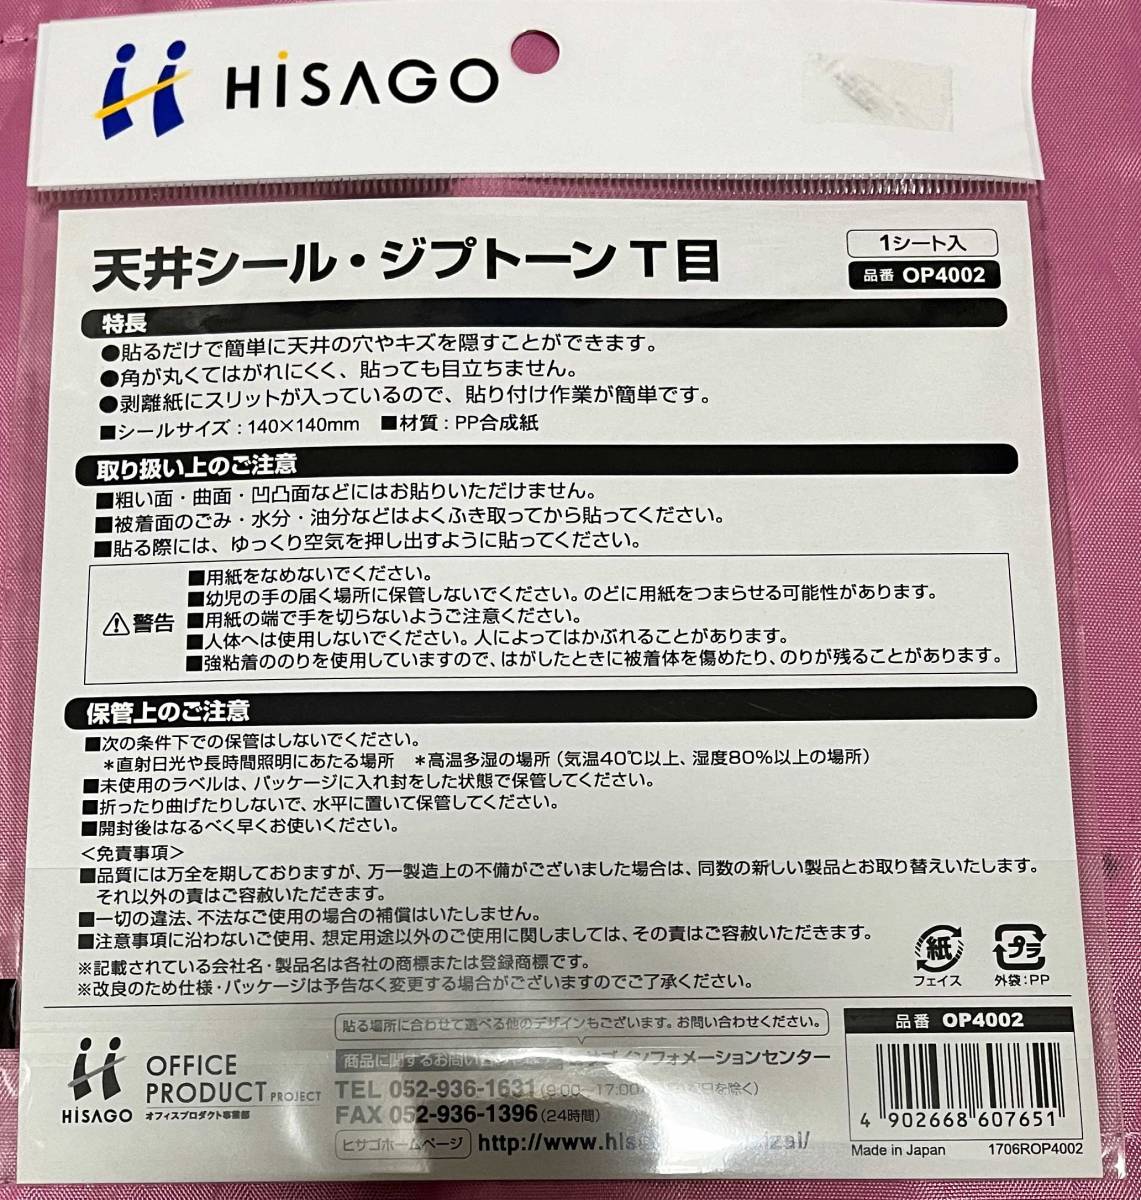 HiSAGO
天井シール・ジプトーンT目
1シート入
品番 OP4002
特長
●貼るだけで簡単に天井の穴やキズを隠すことができます。
●角が丸くてはがれにくく、貼っても目立ちません。
●剥離紙にスリットが入っているので、貼り付け作業が簡単です。
■シールサイズ：140×140mm ■材質：PP合成紙
取り扱い上のご注意
■粗い面・曲面・凹凸面などにはお貼りいただけません。
■被着面のごみ・水分・油分などはよくふき取ってから貼ってください。
■貼る際には、ゆっくり空気を押し出すように貼ってください。
警告
■用紙をなめないでください。
■幼児の手の届く場所に保管しないでください。のどに用紙をつまらせる可能性があります。
■用紙の端で手を切らないようご注意ください。
■人体へは使用しないでください。人によってはかぶれることがあります。
■強粘着ののりを使用していますので、はがしたときに被着体を傷めたり、のりが残ることがあります。
保管上のご注意
■次の条件下での保管はしないでください。
＊直射日光や長時間照明にあたる場所 ＊高温多湿の場所（気温40℃以上、湿度80%以上の場所）
■未使用のラベルは、パッケージに入れ封をした状態で保管してください。
■折ったり曲げたりしないで、水平に置いて保管してください。
■開封後はなるべく早くお使いください。
＜免責事項＞
■品質には万全を期しておりますが、万一製造上の不備がございました場合は、同数の新しい製品とお取り替えいたします。
それ以外の責はご容赦いただきます。
■一切の違法、不法なご使用の場合の補償はいたしません。
■注意事項に沿わないご使用、想定用途以外のご使用に関しましては、その責はご容赦いただきます。
※記載されている会社名・製品名は各社の商標または登録商標です。
※改良のため仕様・パッケージは予告なく変更する場合がございますのでご了承ください。
紙
フェイス
プラ
外袋：PP
HiSAGO
OFFICE
PRODUCT PROJECT
オフィスプロダクト事業部
貼る場所に合わせて選べる他のデザインもございます。お問い合わせください。
商品に関するお問い インフォメーションセンター
TEL 052-936-1631 (9:00～17:00 日を除く)
FAX 052-936-1396 (24時間)
ヒサゴホームページ http://www.his
品番 OP4002
4 902668 607651
Made in Japan 1706ROP4002